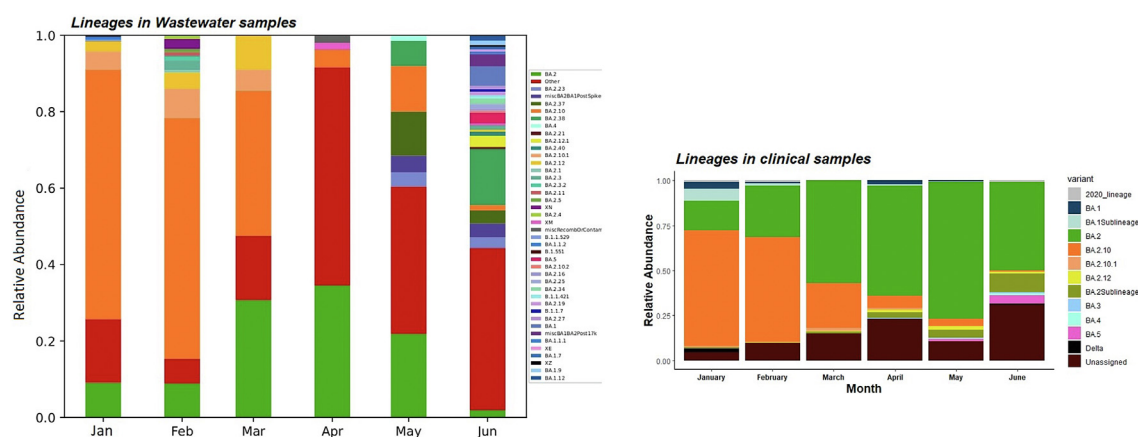 Lineages in Wastewater samples
Relative Abundance
1.0
0.8
0.6
0.4
0.2
0.0
Jan Feb Mar Apr May Jun
BA.2
Other
BA.2.23
miscBA2BA1PostSpike
BA.2.37
BA.2.10
BA.2.38
BA.4
BA.2.21
BA.2.12.1
BA.2.40
BA.2.10.1
BA.2.12
BA.2.1
BA.2.3
BA.2.3.2
BA.2.11
BA.2.5
XN
BA.2.4
XM
miscRecombOrContam
B.1.1.529
B.1.1.2
B.1.551
BA.5
BA.2.10.2
BA.2.16
BA.2.25
BA.2.34
B.1.1.421
BA.2.19
B.1.1.7
BA.2.27
BA.1
miscBA1BA2Post17k
BA.1.1.1
XE
BA.1.7
XZ
BA.1.9
BA.1.12
Lineages in clinical samples
Relative Abundance
1.00
0.75
0.50
0.25
0.00
January February March April May June
Month
variant
2020_lineage
BA.1
BA.1Sublineage
BA.2
BA.2.10
BA.2.10.1
BA.2.12
BA.2Sublineage
BA.3
BA.4
BA.5
Delta
Unassigned